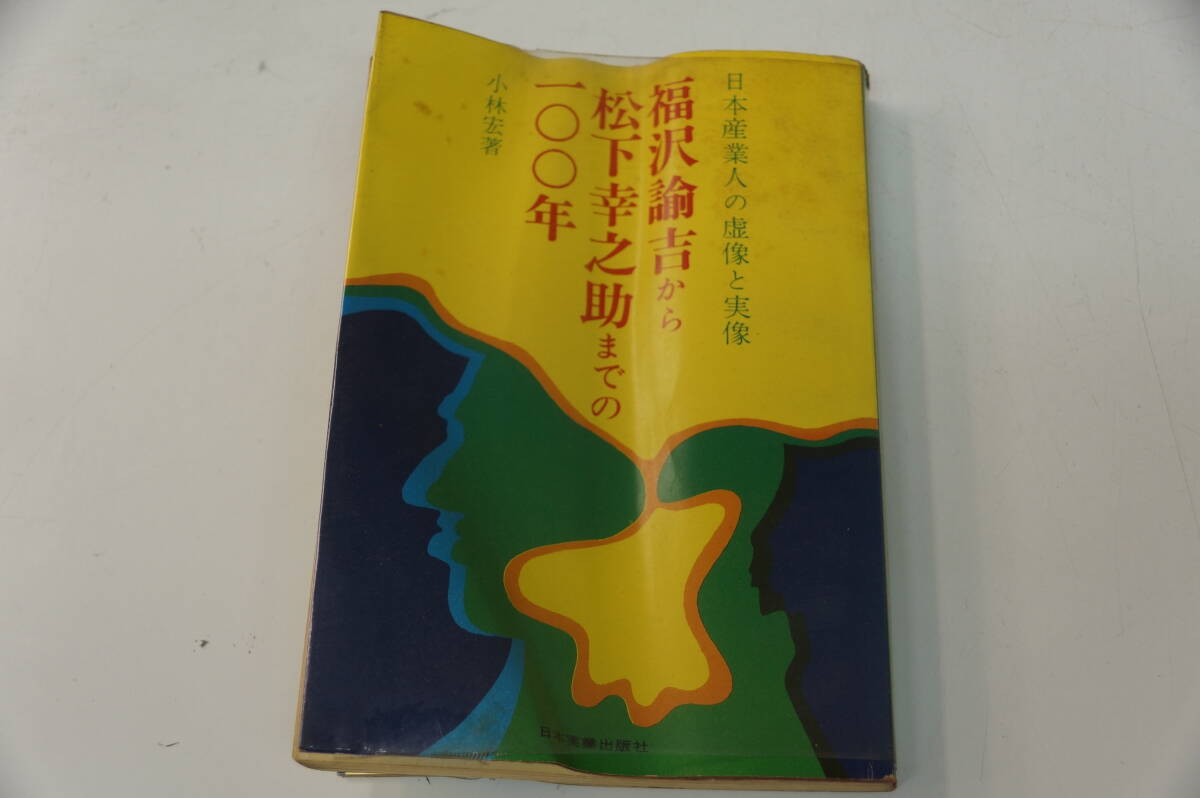 日本産業人の虚像と実像
福沢諭吉から
松下幸之助までの
一〇〇年
小林宏著
日本実業出版社